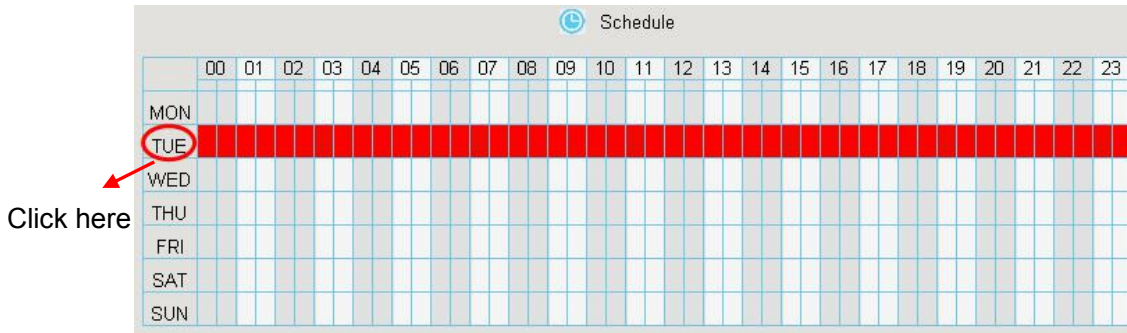 Schedule
00 01 02 03 04 05 06 07 08 09 10 11 12 13 14 15 16 17 18 19 20 21 22 23
MON
TUE
WED
THU
Click here
FRI
SAT
SUN